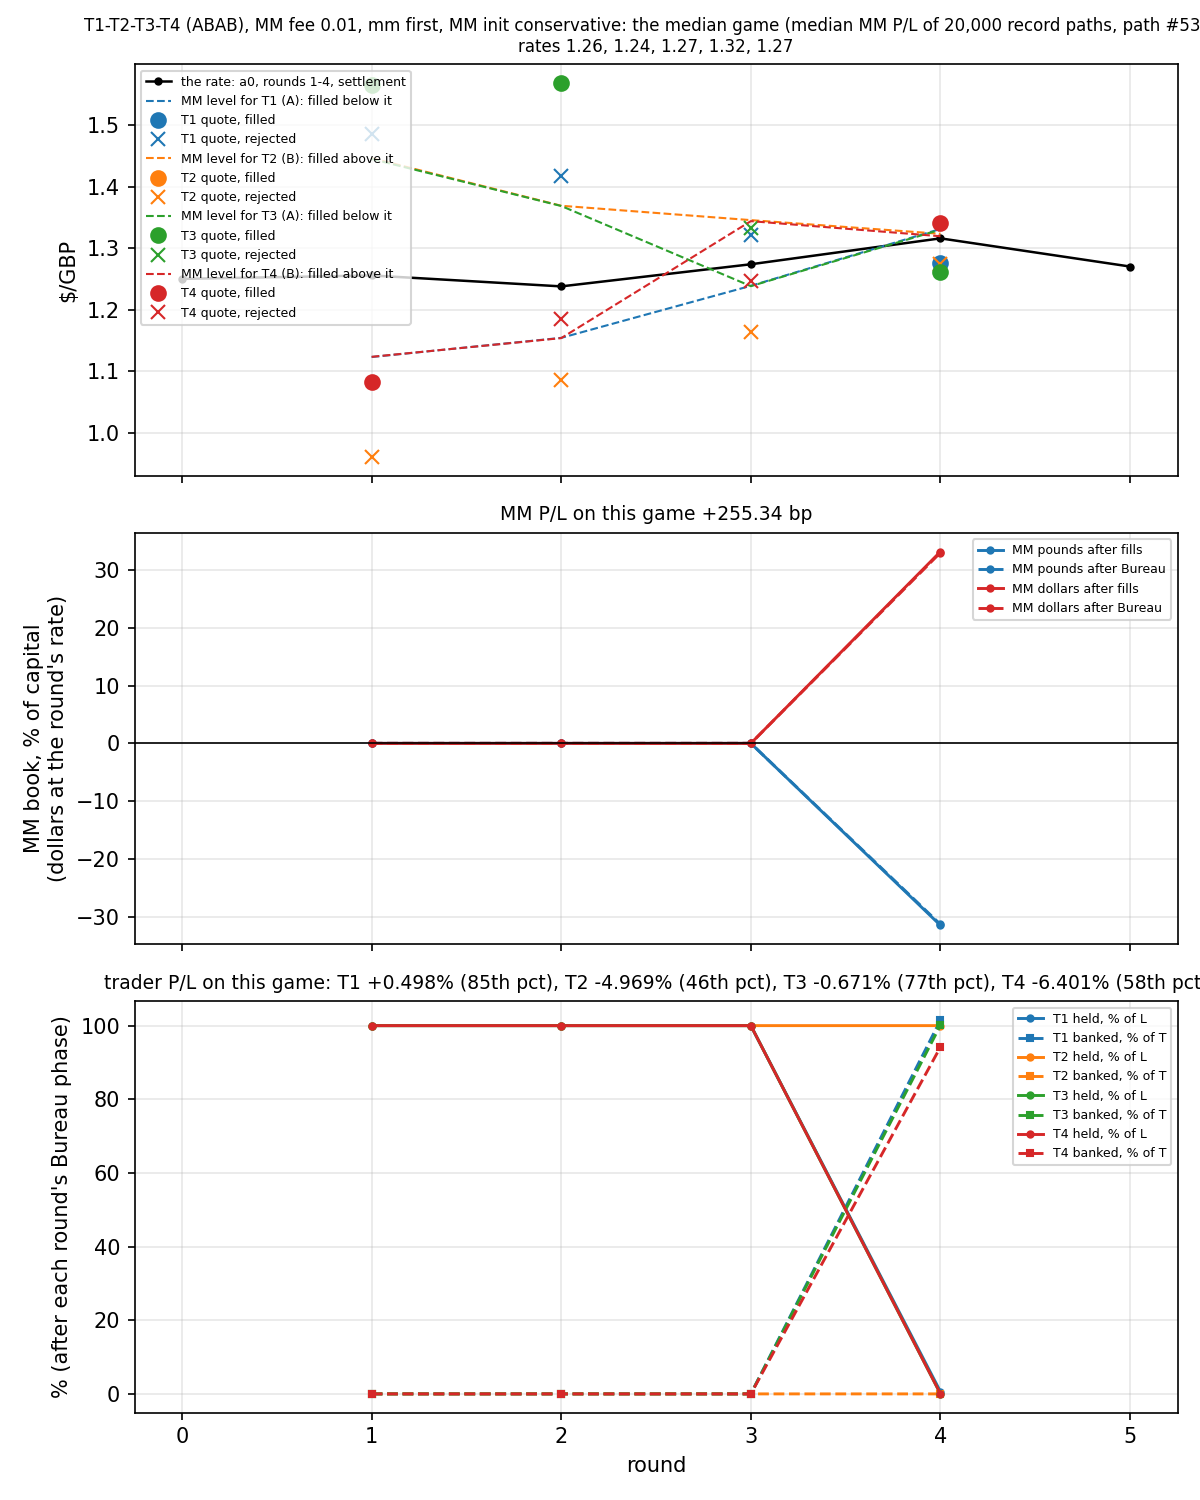 T1-T2-T3-T4 (ABAB), MM fee 0.01, mm first, MM init conservative: the median game (median MM P/L of 20,000 record paths, path #53
rates 1.26, 1.24, 1.27, 1.32, 1.27
$/GBP
1.5
1.4
1.3
1.2
1.1
1.0
the rate: a0, rounds 1-4, settlement
MM level for T1 (A): filled below it
T1 quote, filled
T1 quote, rejected
MM level for T2 (B): filled above it
T2 quote, filled
T2 quote, rejected
MM level for T3 (A): filled below it
T3 quote, filled
T3 quote, rejected
MM level for T4 (B): filled above it
T4 quote, filled
T4 quote, rejected
MM P/L on this game +255.34 bp
MM book, % of capital
(dollars at the round's rate)
30
20
10
0
−10
−20
−30
MM pounds after fills
MM pounds after Bureau
MM dollars after fills
MM dollars after Bureau
trader P/L on this game: T1 +0.498% (85th pct), T2 -4.969% (46th pct), T3 -0.671% (77th pct), T4 -6.401% (58th pct
% (after each round's Bureau phase)
100
80
60
40
20
0
T1 held, % of L
T1 banked, % of T
T2 held, % of L
T2 banked, % of T
T3 held, % of L
T3 banked, % of T
T4 held, % of L
T4 banked, % of T
0 1 2 3 4 5
round